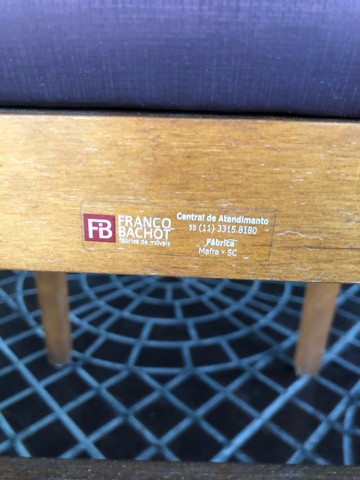 FB
FRANCO
BACHOT
fábrica de móveis
Central de Atendimento
55 (11) 3315.8180
Fábrica
Mafra - SC